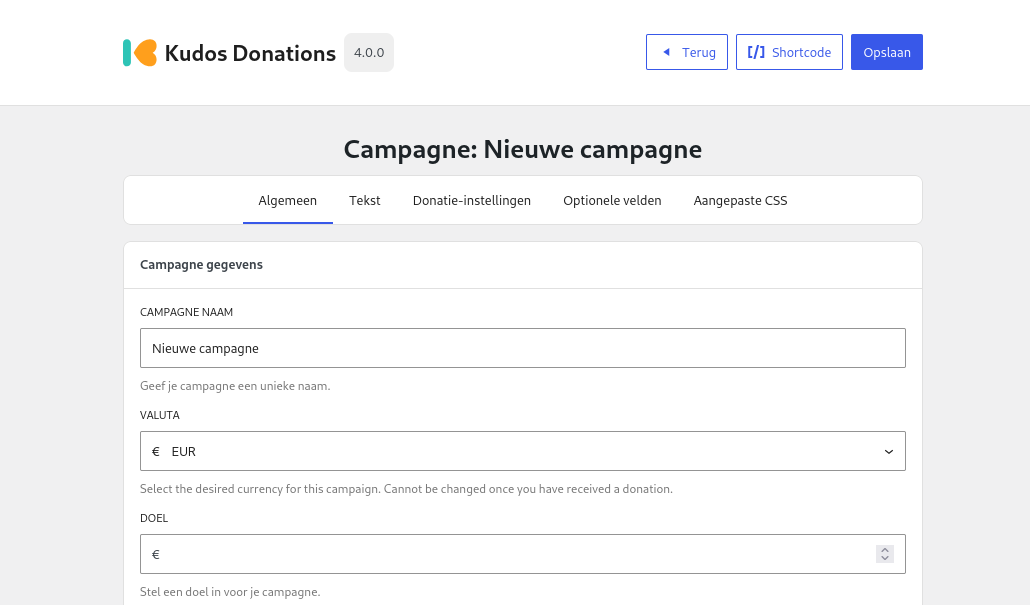 Kudos Donations 4.0.0
Terug
[/] Shortcode
Opslaan
Campagne: Nieuwe campagne
Algemeen Tekst Donatie-instellingen Optionele velden Aangepaste CSS
Campagne gegevens
CAMPAGNE NAAM
Nieuwe campagne
Geef je campagne een unieke naam.
VALUTA
€ EUR
Select the desired currency for this campaign. Cannot be changed once you have received a donation.
DOEL
€
Stel een doel in voor je campagne.